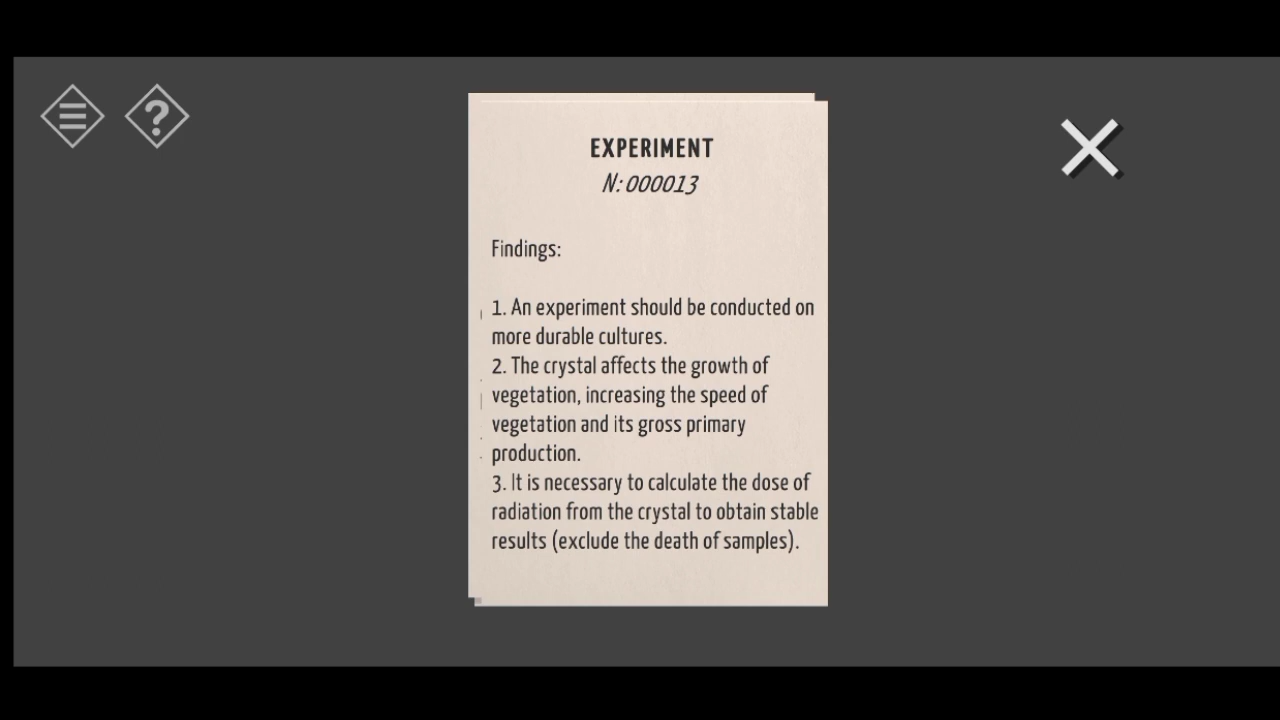 EXPERIMENT
N:000013
Findings:
1. An experiment should be conducted on
more durable cultures.
2. The crystal affects the growth of
vegetation, increasing the speed of
vegetation and its gross primary
production.
3. It is necessary to calculate the dose of
radiation from the crystal to obtain stable
results (exclude the death of samples).